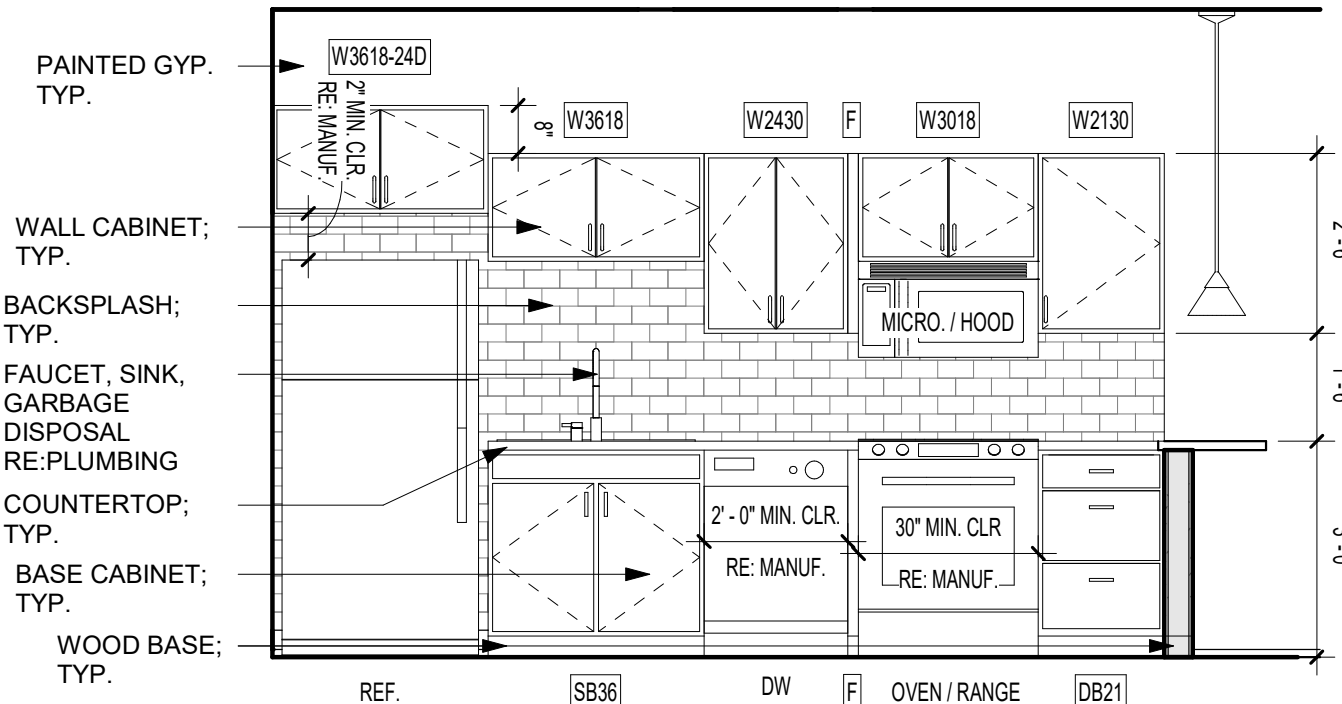 PAINTED GYP.
TYP.
W3618-24D
2" MIN. CLR.
RE: MANUF.
8"
W3618
W2430
F
W3018
W2130
WALL CABINET;
TYP.
BACKSPLASH;
TYP.
MICRO. / HOOD
FAUCET, SINK,
GARBAGE
DISPOSAL
RE:PLUMBING
COUNTERTOP;
TYP.
2' - 0" MIN. CLR.
RE: MANUF.
30" MIN. CLR
RE: MANUF.
BASE CABINET;
TYP.
WOOD BASE;
TYP.
REF.
SB36
DW
F
OVEN / RANGE
DB21